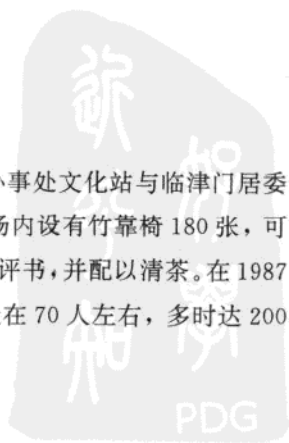 办事处文化站与临津门居委
场内设有竹靠椅 180 张，可
评书，并配以清茶。在 1987
在 70 人左右，多时达 200
PDG